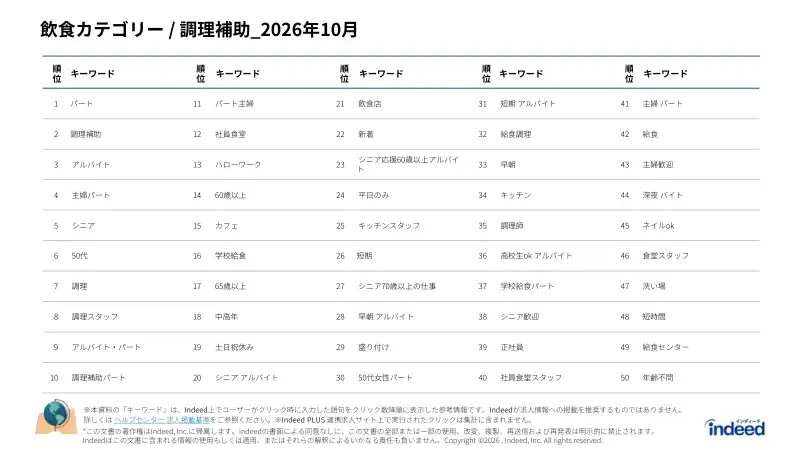 飲食カテゴリー / 調理補助_2026年10月
順位 キーワード 順位 キーワード 順位 キーワード 順位 キーワード 順位 キーワード
1 パート 11 パート主婦 21 飲食店 31 短期 アルバイト 41 主婦 パート
2 調理補助 12 社員食堂 22 新着 32 給食調理 42 給食
3 アルバイト 13 ハローワーク 23 シニア応援60歳以上アルバイト 33 早朝 43 主婦歓迎
4 主婦パート 14 60歳以上 24 平日のみ 34 キッチン 44 深夜 バイト
5 シニア 15 カフェ 25 キッチンスタッフ 35 調理師 45 ネイルok
6 50代 16 学校給食 26 短期 36 高校生ok アルバイト 46 食堂スタッフ
7 調理 17 65歳以上 27 シニア70歳以上の仕事 37 学校給食パート 47 洗い場
8 調理スタッフ 18 中高年 28 早朝 アルバイト 38 シニア歓迎 48 短時間
9 アルバイト・パート 19 土日祝休み 29 盛り付け 39 正社員 49 給食センター
10 調理補助パート 20 シニア アルバイト 30 50代女性パート 40 社員食堂スタッフ 50 年齢不問
※本資料の「キーワード」は、Indeed上でユーザーがクリック時に入力した語句をクリック数降順に表示した参考情報です。Indeedが求人情報への掲載を推奨するものではありません。
詳しくは ヘルプセンター 求人掲載基準をご参照ください。※Indeed PLUS 連携求人サイト上で実行されたクリックは集計に含まれません。
*この文書の著作権はIndeed, Inc.に帰属します。Indeedの書面による同意なしに、この文書の全部または一部の使用、改変、複製、再送信および再発表は明示的に禁止されます。
Indeedはこの文書に含まれる情報の使用もしくは適用、またはそれらの解釈によるいかなる責任も負いません。Copyright ©2026 , Indeed, Inc. All rights reserved.
インディード
indeed